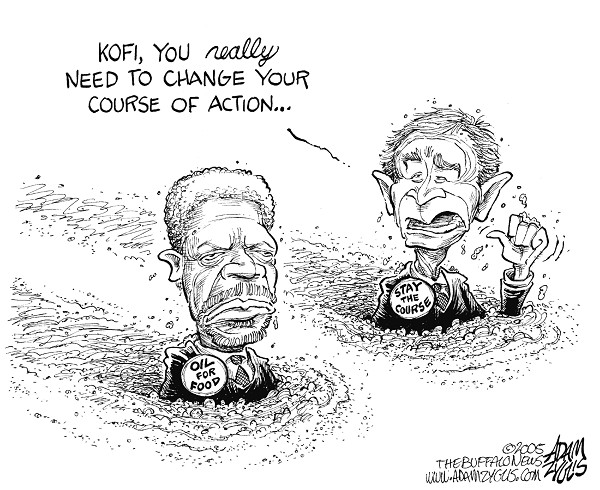 KOFI, YOU really
NEED TO CHANGE YOUR
COURSE OF ACTION...
STAY
THE
COURSE
OIL
FOR
FOOD
©2005 ADAM
THE BUFFALO NEWS ZYGLIS
WWW.ADAMZYGLIS.COM